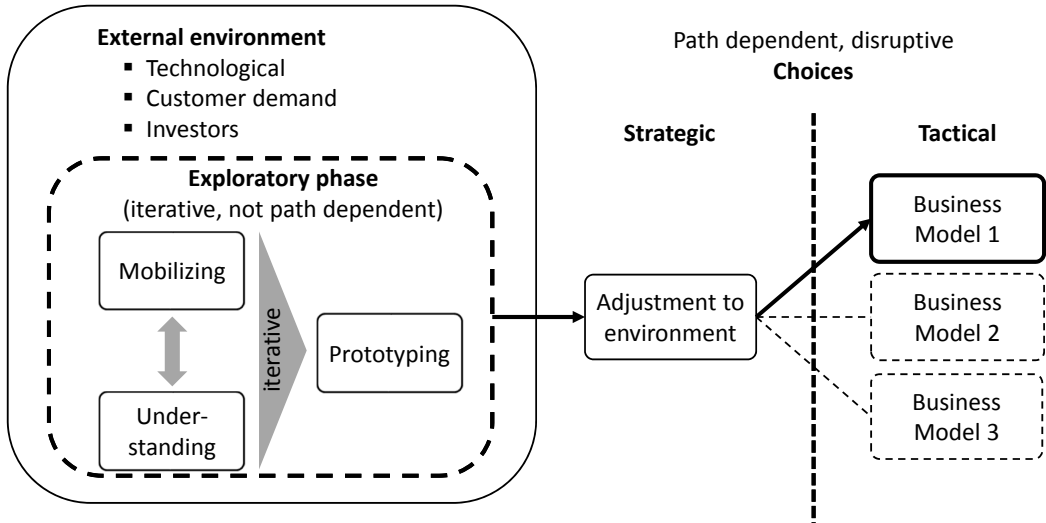 External environment
▪ Technological
▪ Customer demand
▪ Investors
Exploratory phase
(iterative, not path dependent)
Mobilizing
Under-
standing
iterative
Prototyping
Path dependent, disruptive
Choices
Strategic
Tactical
Adjustment to
environment
Business
Model 1
Business
Model 2
Business
Model 3